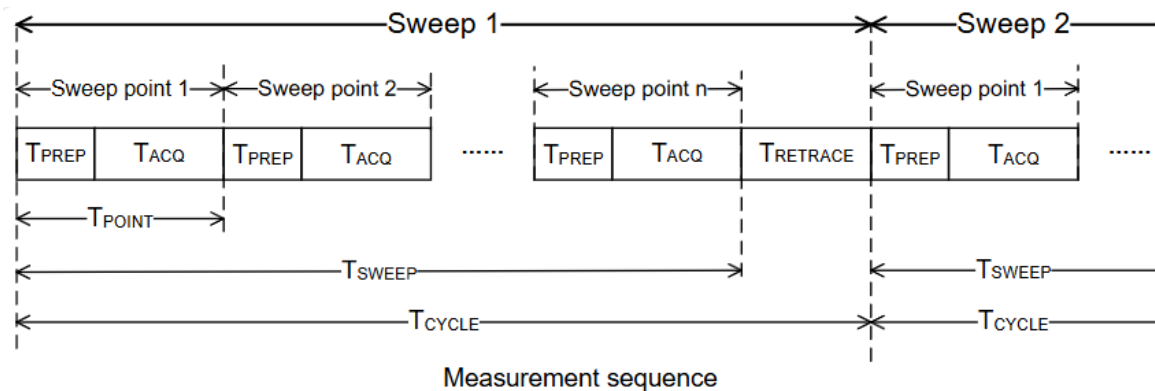 Sweep 1 Sweep 2
Sweep point 1 Sweep point 2 Sweep point n Sweep point 1
TPREP TACQ TPREP TACQ ...... TPREP TACQ TRETRACE TPREP TACQ ......
TPOINT
TSWEEP TSWEEP
TCYCLE TCYCLE
Measurement sequence